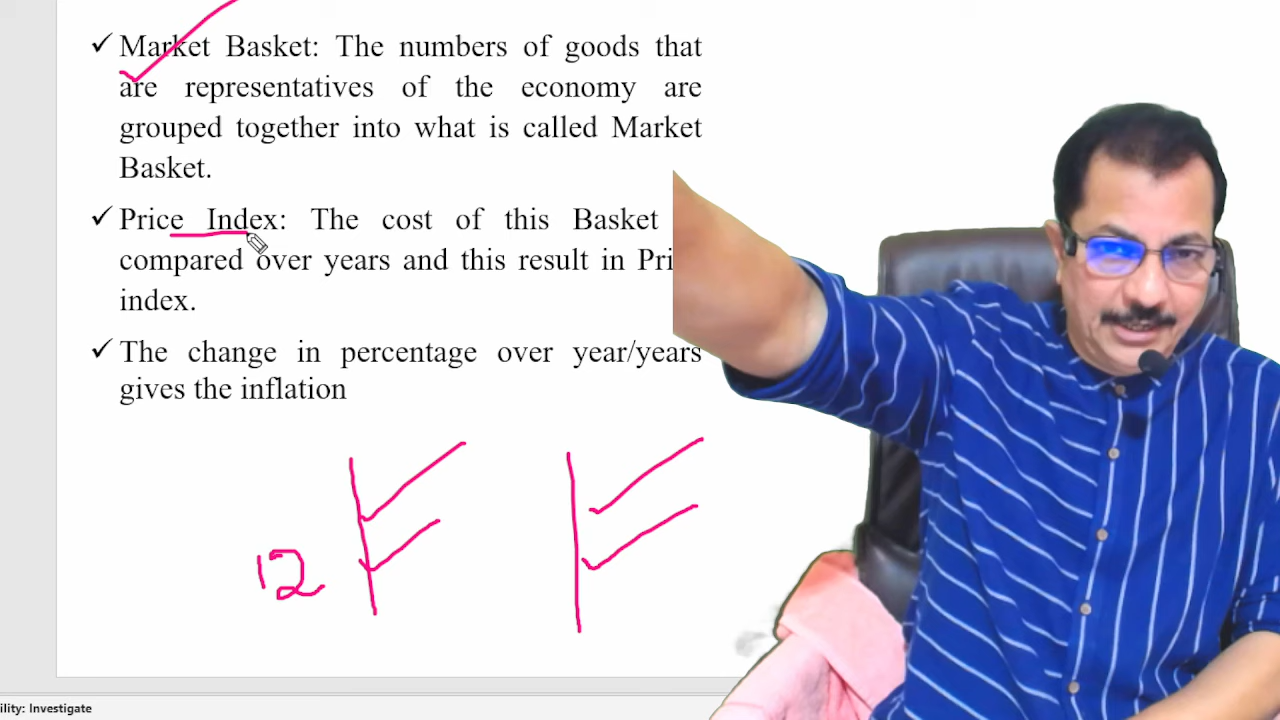 ✓ Market Basket: The numbers of goods that
are representatives of the economy are
grouped together into what is called Market
Basket.
✓ Price Index: The cost of this Basket
compared over years and this result in Pri
index.
✓ The change in percentage over year/years
gives the inflation
12
ility: Investigate